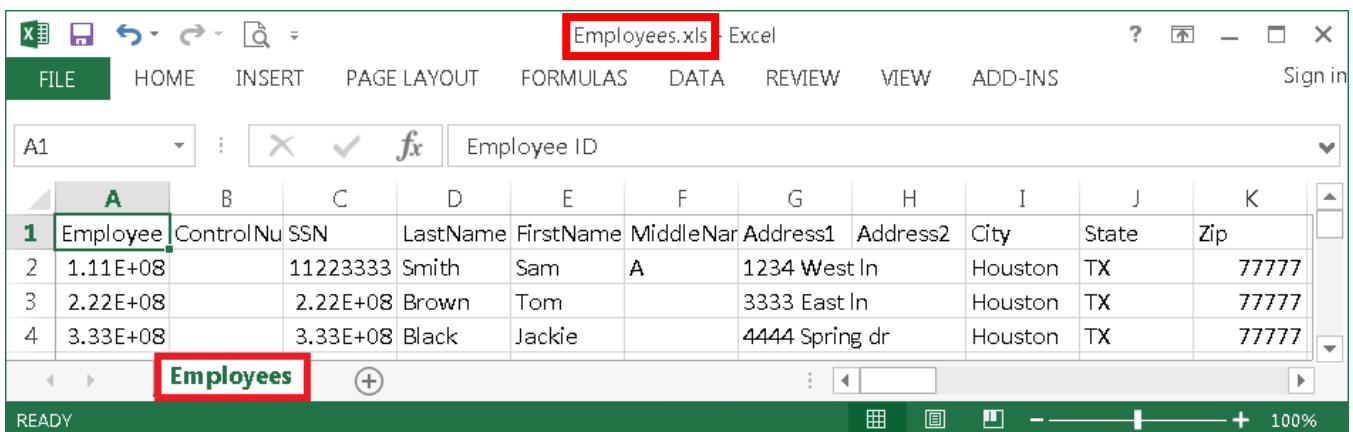 Employees.xls - Excel ?
FILE HOME INSERT PAGE LAYOUT FORMULAS DATA REVIEW VIEW ADD-INS Sign in
A1 fx Employee ID
A B C D E F G H I J K
1 Employee ControlNu SSN LastName FirstName MiddleNar Address1 Address2 City State Zip
2 1.11E+08 11223333 Smith Sam A 1234 West ln Houston TX 77777
3 2.22E+08 2.22E+08 Brown Tom 3333 East ln Houston TX 77777
4 3.33E+08 3.33E+08 Black Jackie 4444 Spring dr Houston TX 77777
Employees
READY 100%